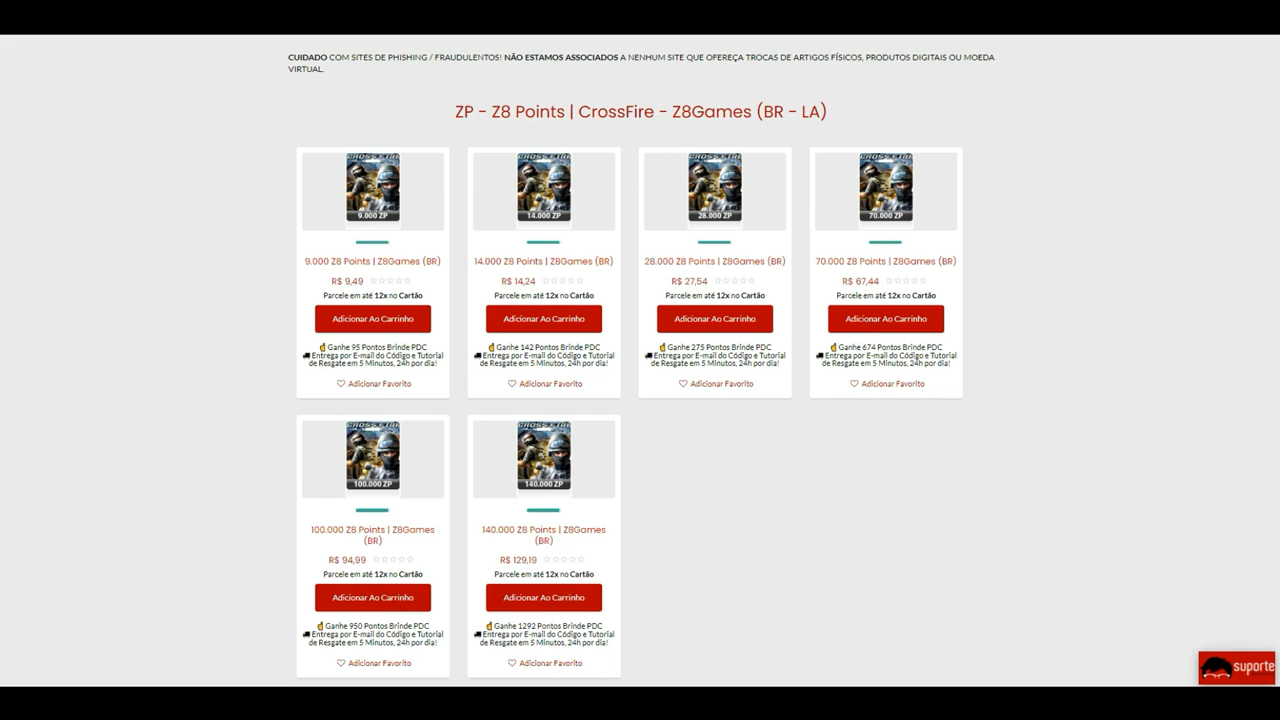 CUIDADO COM SITES DE PHISHING / FRAUDULENTOS! NÃO ESTAMOS ASSOCIADOS A NENHUM SITE QUE OFEREÇA TROCAS DE ARTIGOS FÍSICOS, PRODUTOS DIGITAIS OU MOEDA
VIRTUAL.
ZP - Z8 Points | CrossFire - Z8Games (BR - LA)
CROSS FIRE
9.000 ZP
9.000 Z8 Points | Z8Games (BR)
R$ 9,49
Parcele em até 12x no Cartão
Adicionar Ao Carrinho
Ganhe 95 Pontos Brinde PDC
Entrega por E-mail do Código e Tutorial
de Resgate em 5 Minutos, 24h por dia!
Adicionar Favorito
CROSS FIRE
14.000 ZP
14.000 Z8 Points | Z8Games (BR)
R$ 14,24
Parcele em até 12x no Cartão
Adicionar Ao Carrinho
Ganhe 142 Pontos Brinde PDC
Entrega por E-mail do Código e Tutorial
de Resgate em 5 Minutos, 24h por dia!
Adicionar Favorito
CROSS FIRE
28.000 ZP
28.000 Z8 Points | Z8Games (BR)
R$ 27,54
Parcele em até 12x no Cartão
Adicionar Ao Carrinho
Ganhe 275 Pontos Brinde PDC
Entrega por E-mail do Código e Tutorial
de Resgate em 5 Minutos, 24h por dia!
Adicionar Favorito
CROSS FIRE
70.000 ZP
70.000 Z8 Points | Z8Games (BR)
R$ 67,44
Parcele em até 12x no Cartão
Adicionar Ao Carrinho
Ganhe 674 Pontos Brinde PDC
Entrega por E-mail do Código e Tutorial
de Resgate em 5 Minutos, 24h por dia!
Adicionar Favorito
CROSS FIRE
100.000 ZP
100.000 Z8 Points | Z8Games
(BR)
R$ 94,99
Parcele em até 12x no Cartão
Adicionar Ao Carrinho
Ganhe 950 Pontos Brinde PDC
Entrega por E-mail do Código e Tutorial
de Resgate em 5 Minutos, 24h por dia!
Adicionar Favorito
CROSS FIRE
140.000 ZP
140.000 Z8 Points | Z8Games
(BR)
R$ 129,19
Parcele em até 12x no Cartão
Adicionar Ao Carrinho
Ganhe 1292 Pontos Brinde PDC
Entrega por E-mail do Código e Tutorial
de Resgate em 5 Minutos, 24h por dia!
Adicionar Favorito
suporte